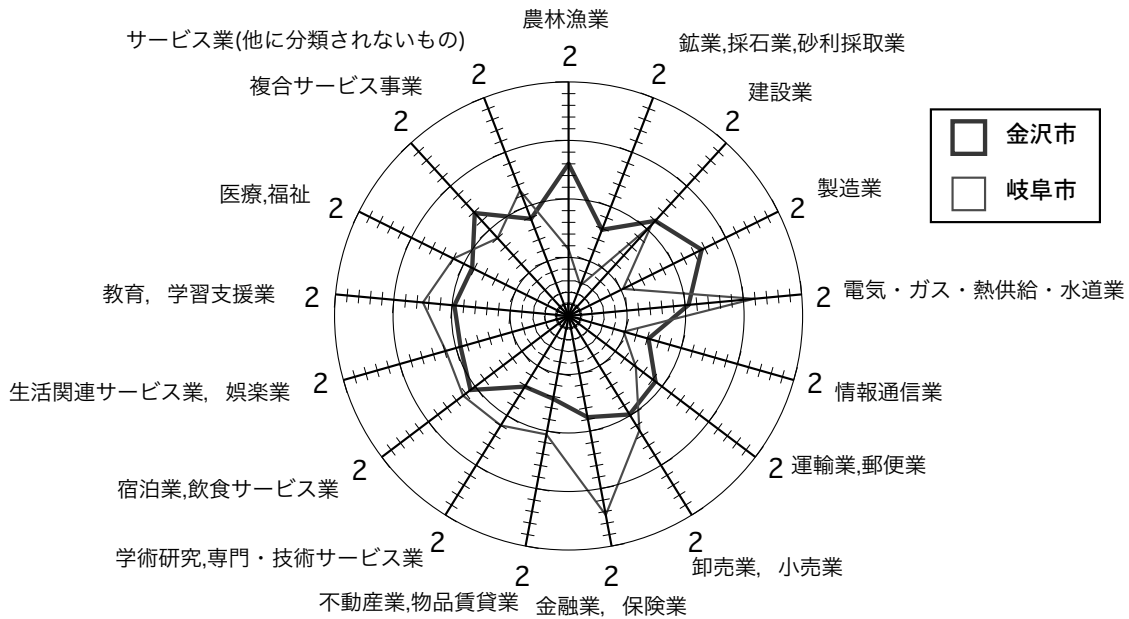 農林漁業
サービス業(他に分類されないもの)
鉱業,採石業,砂利採取業
2
2
2
複合サービス事業
建設業
2
2
金沢市
岐阜市
医療,福祉
製造業
2
2
教育，学習支援業
2
2
電気・ガス・熱供給・水道業
生活関連サービス業，娯楽業
2
2
情報通信業
宿泊業,飲食サービス業
2
2
運輸業,郵便業
学術研究,専門・技術サービス業
2
2
卸売業，小売業
2
2
不動産業,物品賃貸業
金融業，保険業